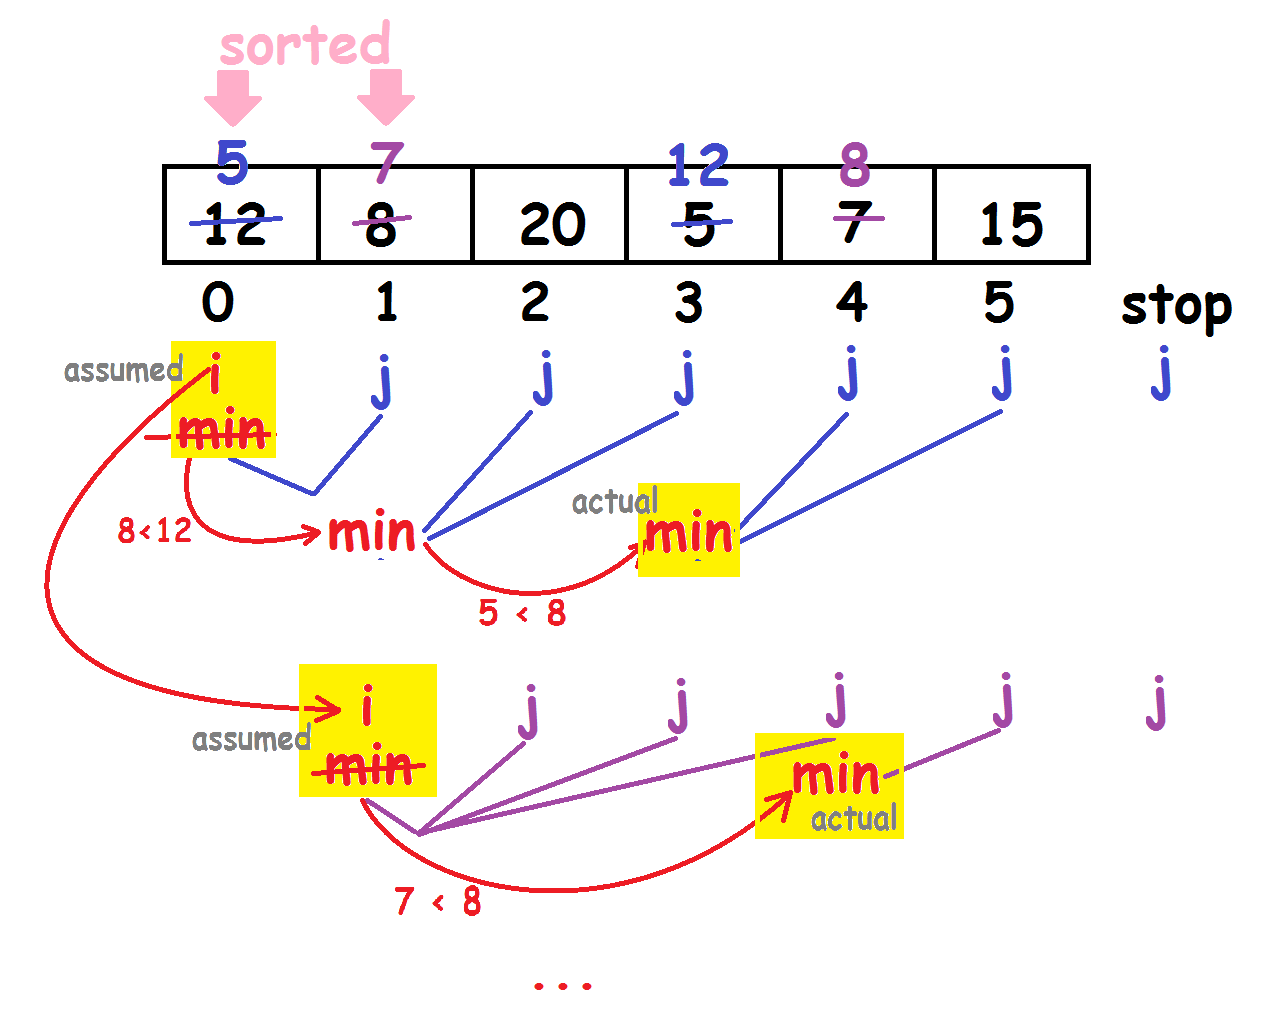 sorted
5 7 12 8
12 8 20 5 7 15
0 1 2 3 4 5 stop
assumed i j j j j j j
min
actual
8<12 min min
5 < 8
i j j j j j
assumed
min min
actual
7 < 8
...